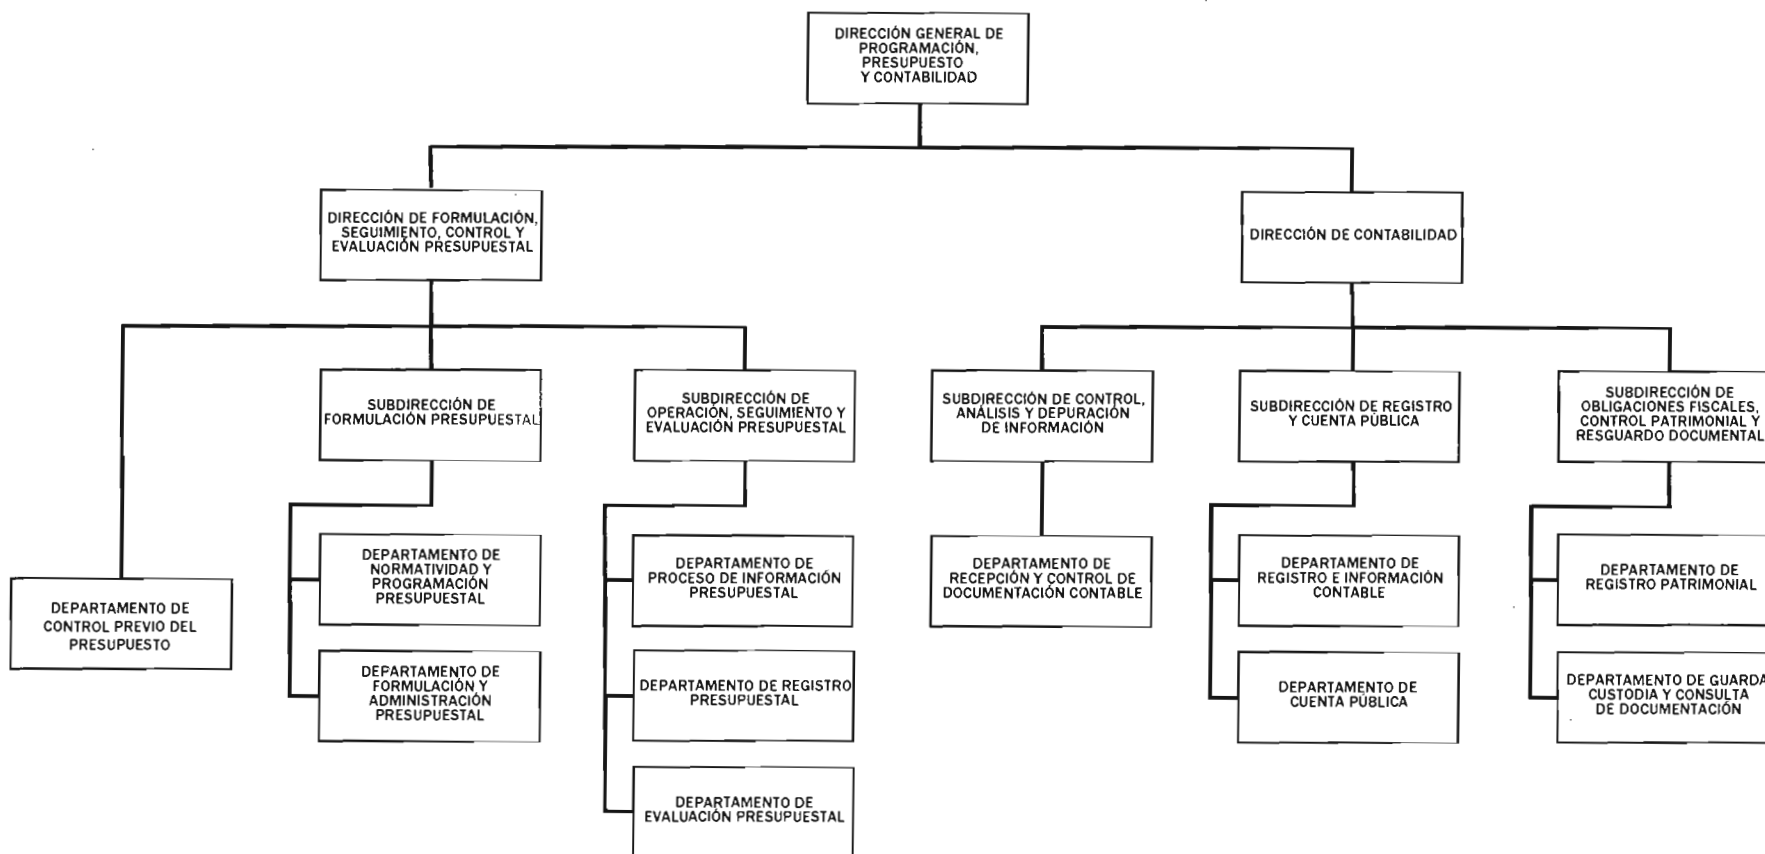 DIRECCIÓN GENERAL DE
PROGRAMACIÓN,
PRESUPUESTO
Y CONTABILIDAD
DIRECCIÓN DE FORMULACIÓN,
SEGUIMIENTO, CONTROL Y
EVALUACIÓN PRESUPUESTAL
DIRECCIÓN DE CONTABILIDAD
SUBDIRECCIÓN DE
FORMULACIÓN PRESUPUESTAL
SUBDIRECCIÓN DE
OPERACIÓN, SEGUIMIENTO Y
EVALUACIÓN PRESUPUESTAL
SUBDIRECCIÓN DE CONTROL,
ANÁLISIS Y DEPURACIÓN
DE INFORMACIÓN
SUBDIRECCIÓN DE REGISTRO
Y CUENTA PÚBLICA
SUBDIRECCIÓN DE
OBLIGACIONES FISCALES,
CONTROL PATRIMONIAL Y
RESGUARDO DOCUMENTAL
DEPARTAMENTO DE
CONTROL PREVIO DEL
PRESUPUESTO
DEPARTAMENTO DE
NORMATIVIDAD Y
PROGRAMACIÓN
PRESUPUESTAL
DEPARTAMENTO DE
PROCESO DE INFORMACIÓN
PRESUPUESTAL
DEPARTAMENTO DE
RECEPCIÓN Y CONTROL DE
DOCUMENTACIÓN CONTABLE
DEPARTAMENTO DE
REGISTRO E INFORMACIÓN
CONTABLE
DEPARTAMENTO DE
REGISTRO PATRIMONIAL
DEPARTAMENTO DE
FORMULACIÓN Y
ADMINISTRACIÓN
PRESUPUESTAL
DEPARTAMENTO DE REGISTRO
PRESUPUESTAL
DEPARTAMENTO DE
CUENTA PÚBLICA
DEPARTAMENTO DE GUARDA
CUSTODIA Y CONSULTA
DE DOCUMENTACIÓN
DEPARTAMENTO DE
EVALUACIÓN PRESUPUESTAL